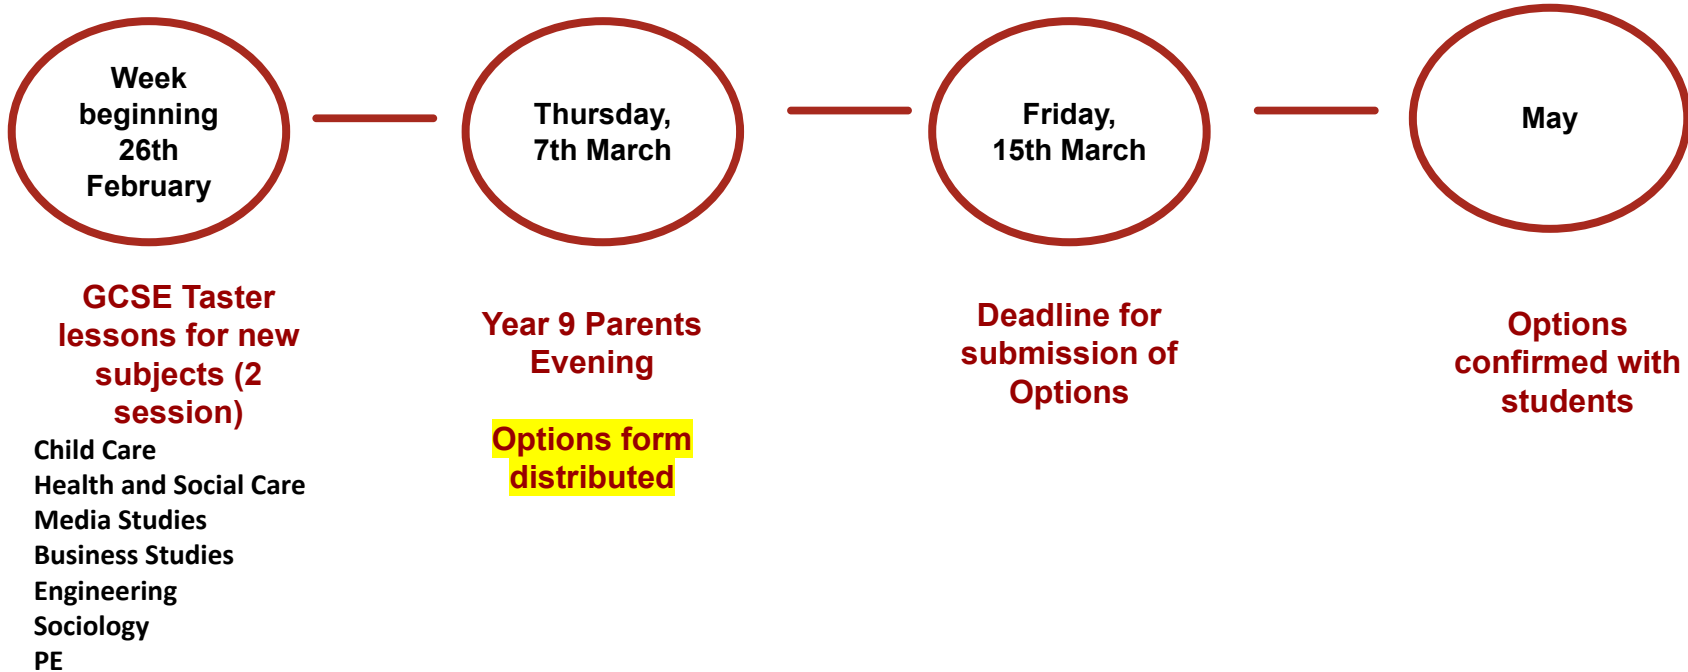 Week
beginning
26th
February
Thursday,
7th March
Friday,
15th March
May
GCSE Taster
lessons for new
subjects (2
session)
Child Care
Health and Social Care
Media Studies
Business Studies
Engineering
Sociology
PE
Year 9 Parents
Evening
Options form
distributed
Deadline for
submission of
Options
Options
confirmed with
students